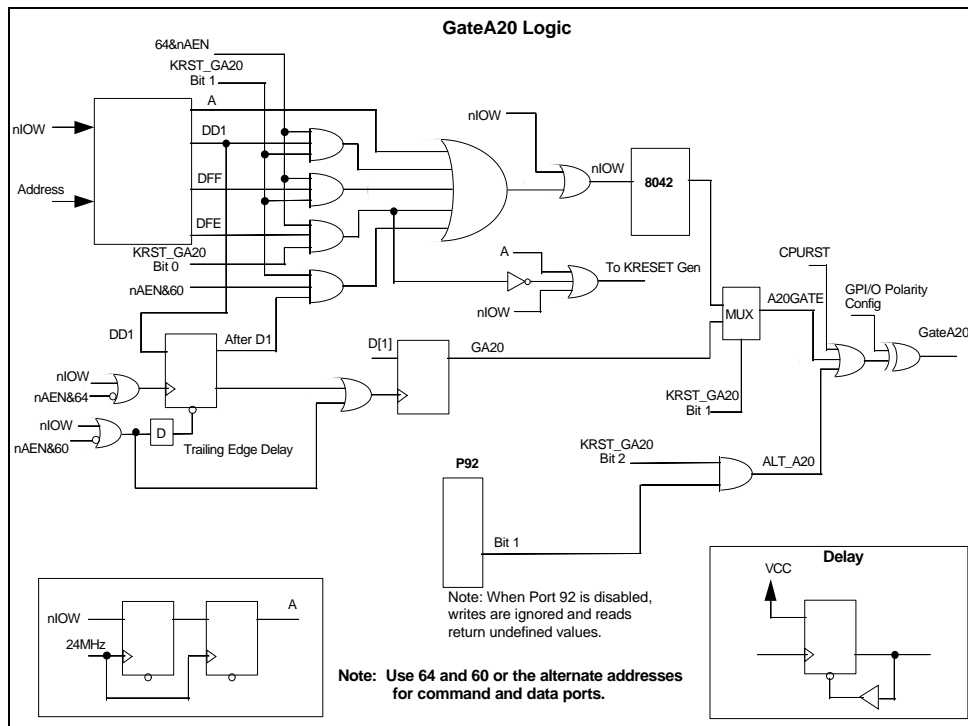 GateA20 Logic
64&nAEN
KRST_GA20
Bit 1
A
nIOW
DD1
nIOW
nIOW
8042
Address
DFF
DFE
KRST_GA20
Bit 0
A
To KRESET Gen
CPURST
nAEN&60
nIOW
MUX
A20GATE
GPI/O Polarity
Config
DD1
After D1
D[1]
GA20
GateA20
nIOW
nAEN&64
KRST_GA20
Bit 1
nIOW
nAEN&60
D
Trailing Edge Delay
KRST_GA20
Bit 2
P92
ALT_A20
Bit 1
Delay
VCC
Note: When Port 92 is disabled,
writes are ignored and reads
return undefined values.
nIOW
A
24MHz
Note: Use 64 and 60 or the alternate addresses
for command and data ports.